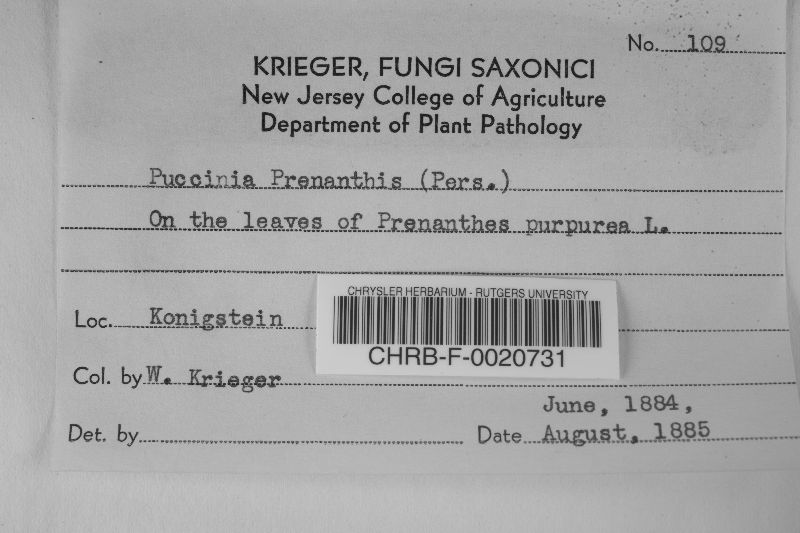 No. 109
KRIEGER, FUNGI SAXONICI
New Jersey College of Agriculture
Department of Plant Pathology
Puccinia Prenanthis (Pers.)
On the leaves of Prenanthes purpurea L.
CHRYSLER HERBARIUM - RUTGERS UNIVERSITY
CHRB-F-0020731
Loc. Konigstein
Col. by W. Krieger
Det. by
Date June, 1884,
August, 1885